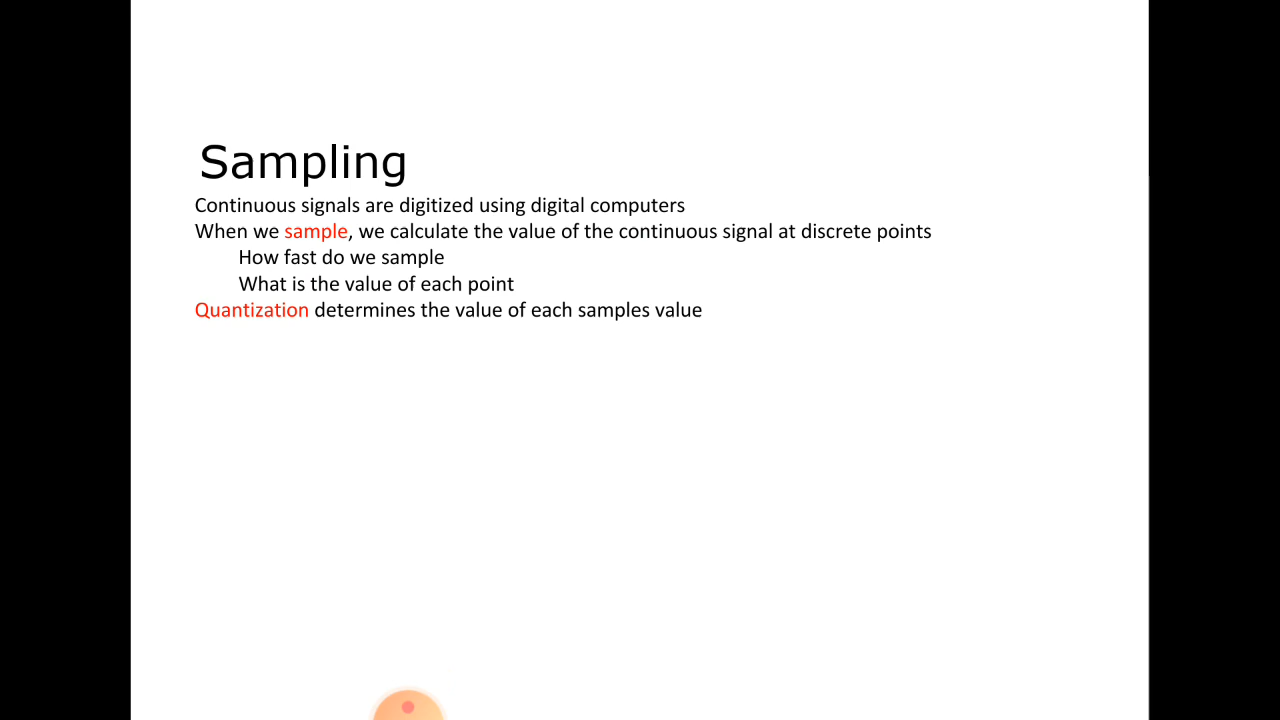 Sampling
Continuous signals are digitized using digital computers
When we sample, we calculate the value of the continuous signal at discrete points
How fast do we sample
What is the value of each point
Quantization determines the value of each samples value